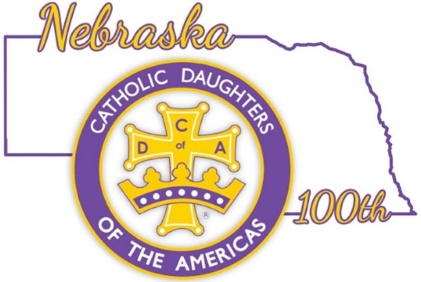 Nebraska
CATHOLIC DAUGHTERS
C
D of A
®
OF THE AMERICAS
100th